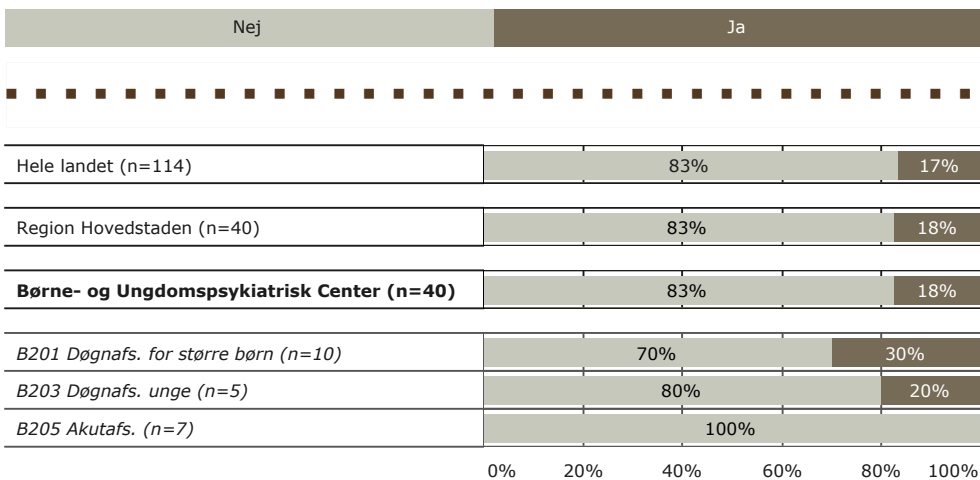 Nej Ja
Hele landet (n=114) 83% 17%
Region Hovedstaden (n=40) 83% 18%
Børne- og Ungdomspsykiatrisk Center (n=40) 83% 18%
B201 Døgnafs. for større børn (n=10) 70% 30%
B203 Døgnafs. unge (n=5) 80% 20%
B205 Akutafs. (n=7) 100%
0% 20% 40% 60% 80% 100%